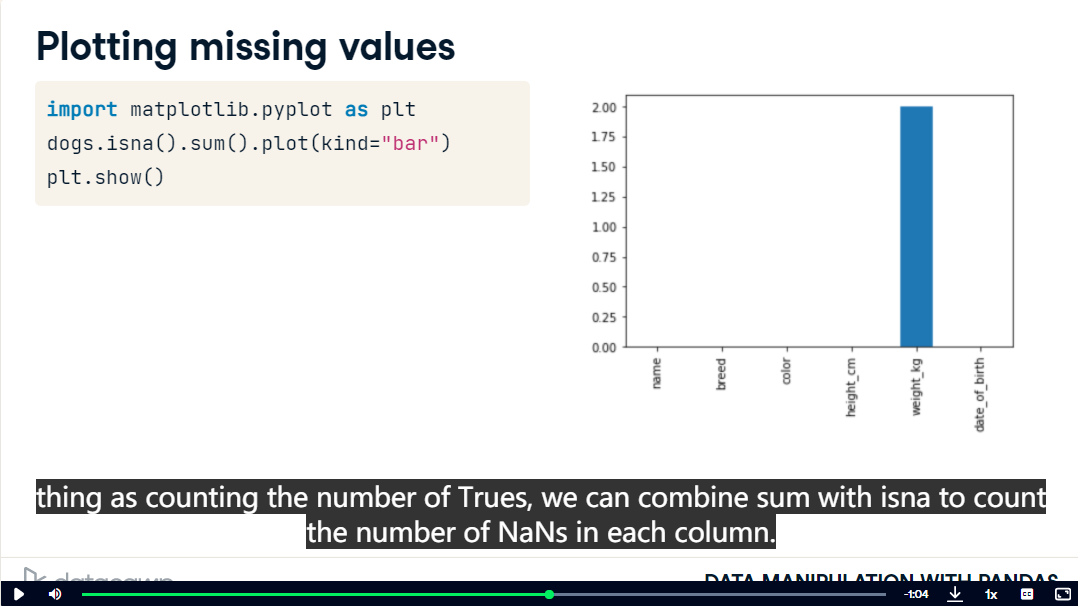 Plotting missing values
import matplotlib.pyplot as plt
dogs.isna().sum().plot(kind="bar")
plt.show()
2.00
1.75
1.50
1.25
1.00
0.75
0.50
0.25
0.00
name
breed
color
height_cm
weight_kg
date_of_birth
thing as counting the number of Trues, we can combine sum with isna to count
the number of NaNs in each column.
datacamp
DATA MANIPULATION WITH PANDAS
-1:04
1x
CC